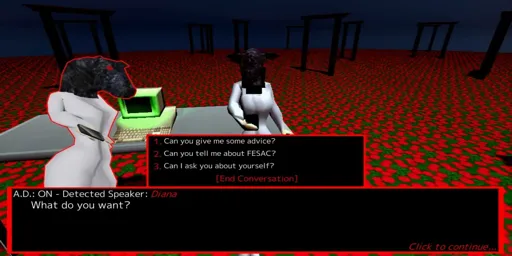 1. Can you give me some advice?
2. Can you tell me about FESAC?
3. Can I ask you about yourself?
[End Conversation]
A.D.: ON - Detected Speaker: Diana
What do you want?
Click to continue...